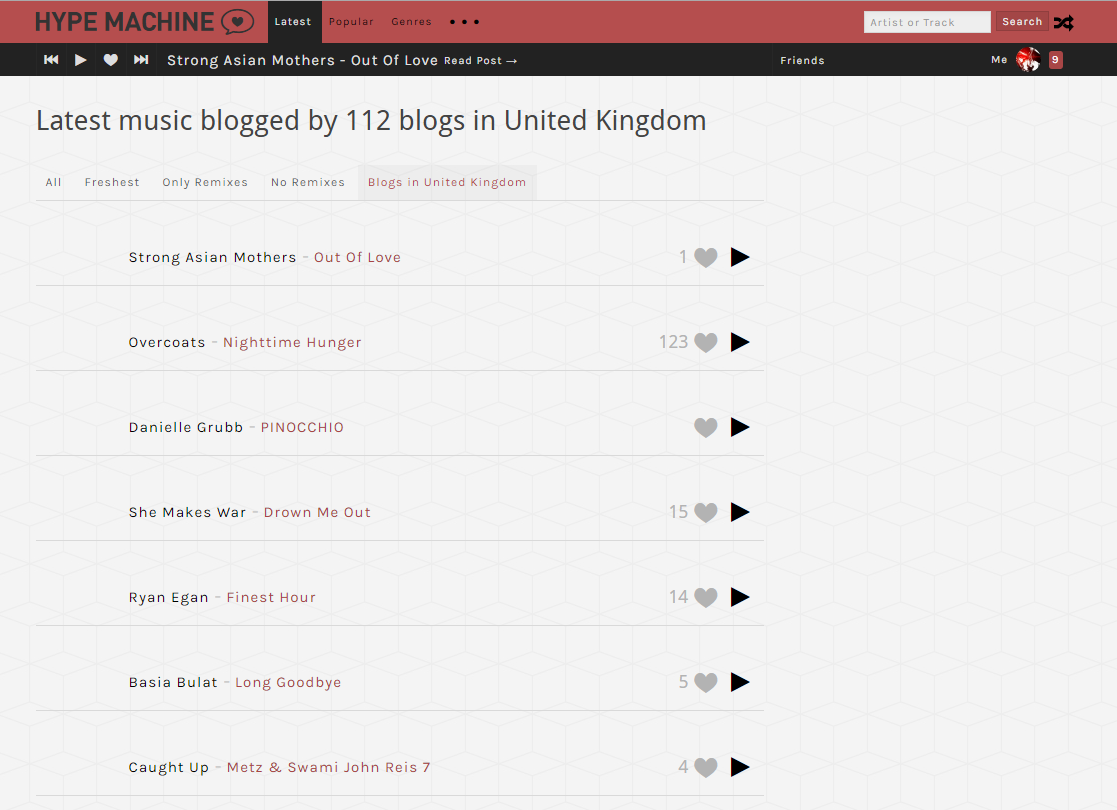 HYPE MACHINE Latest Popular Genres • • • Artist or Track Search
Strong Asian Mothers - Out Of Love Read Post → Friends Me 9
Latest music blogged by 112 blogs in United Kingdom
All Freshest Only Remixes No Remixes Blogs in United Kingdom
Strong Asian Mothers – Out Of Love 1
Overcoats – Nighttime Hunger 123
Danielle Grubb – PINOCCHIO
She Makes War – Drown Me Out 15
Ryan Egan – Finest Hour 14
Basia Bulat – Long Goodbye 5
Caught Up – Metz & Swami John Reis 7 4